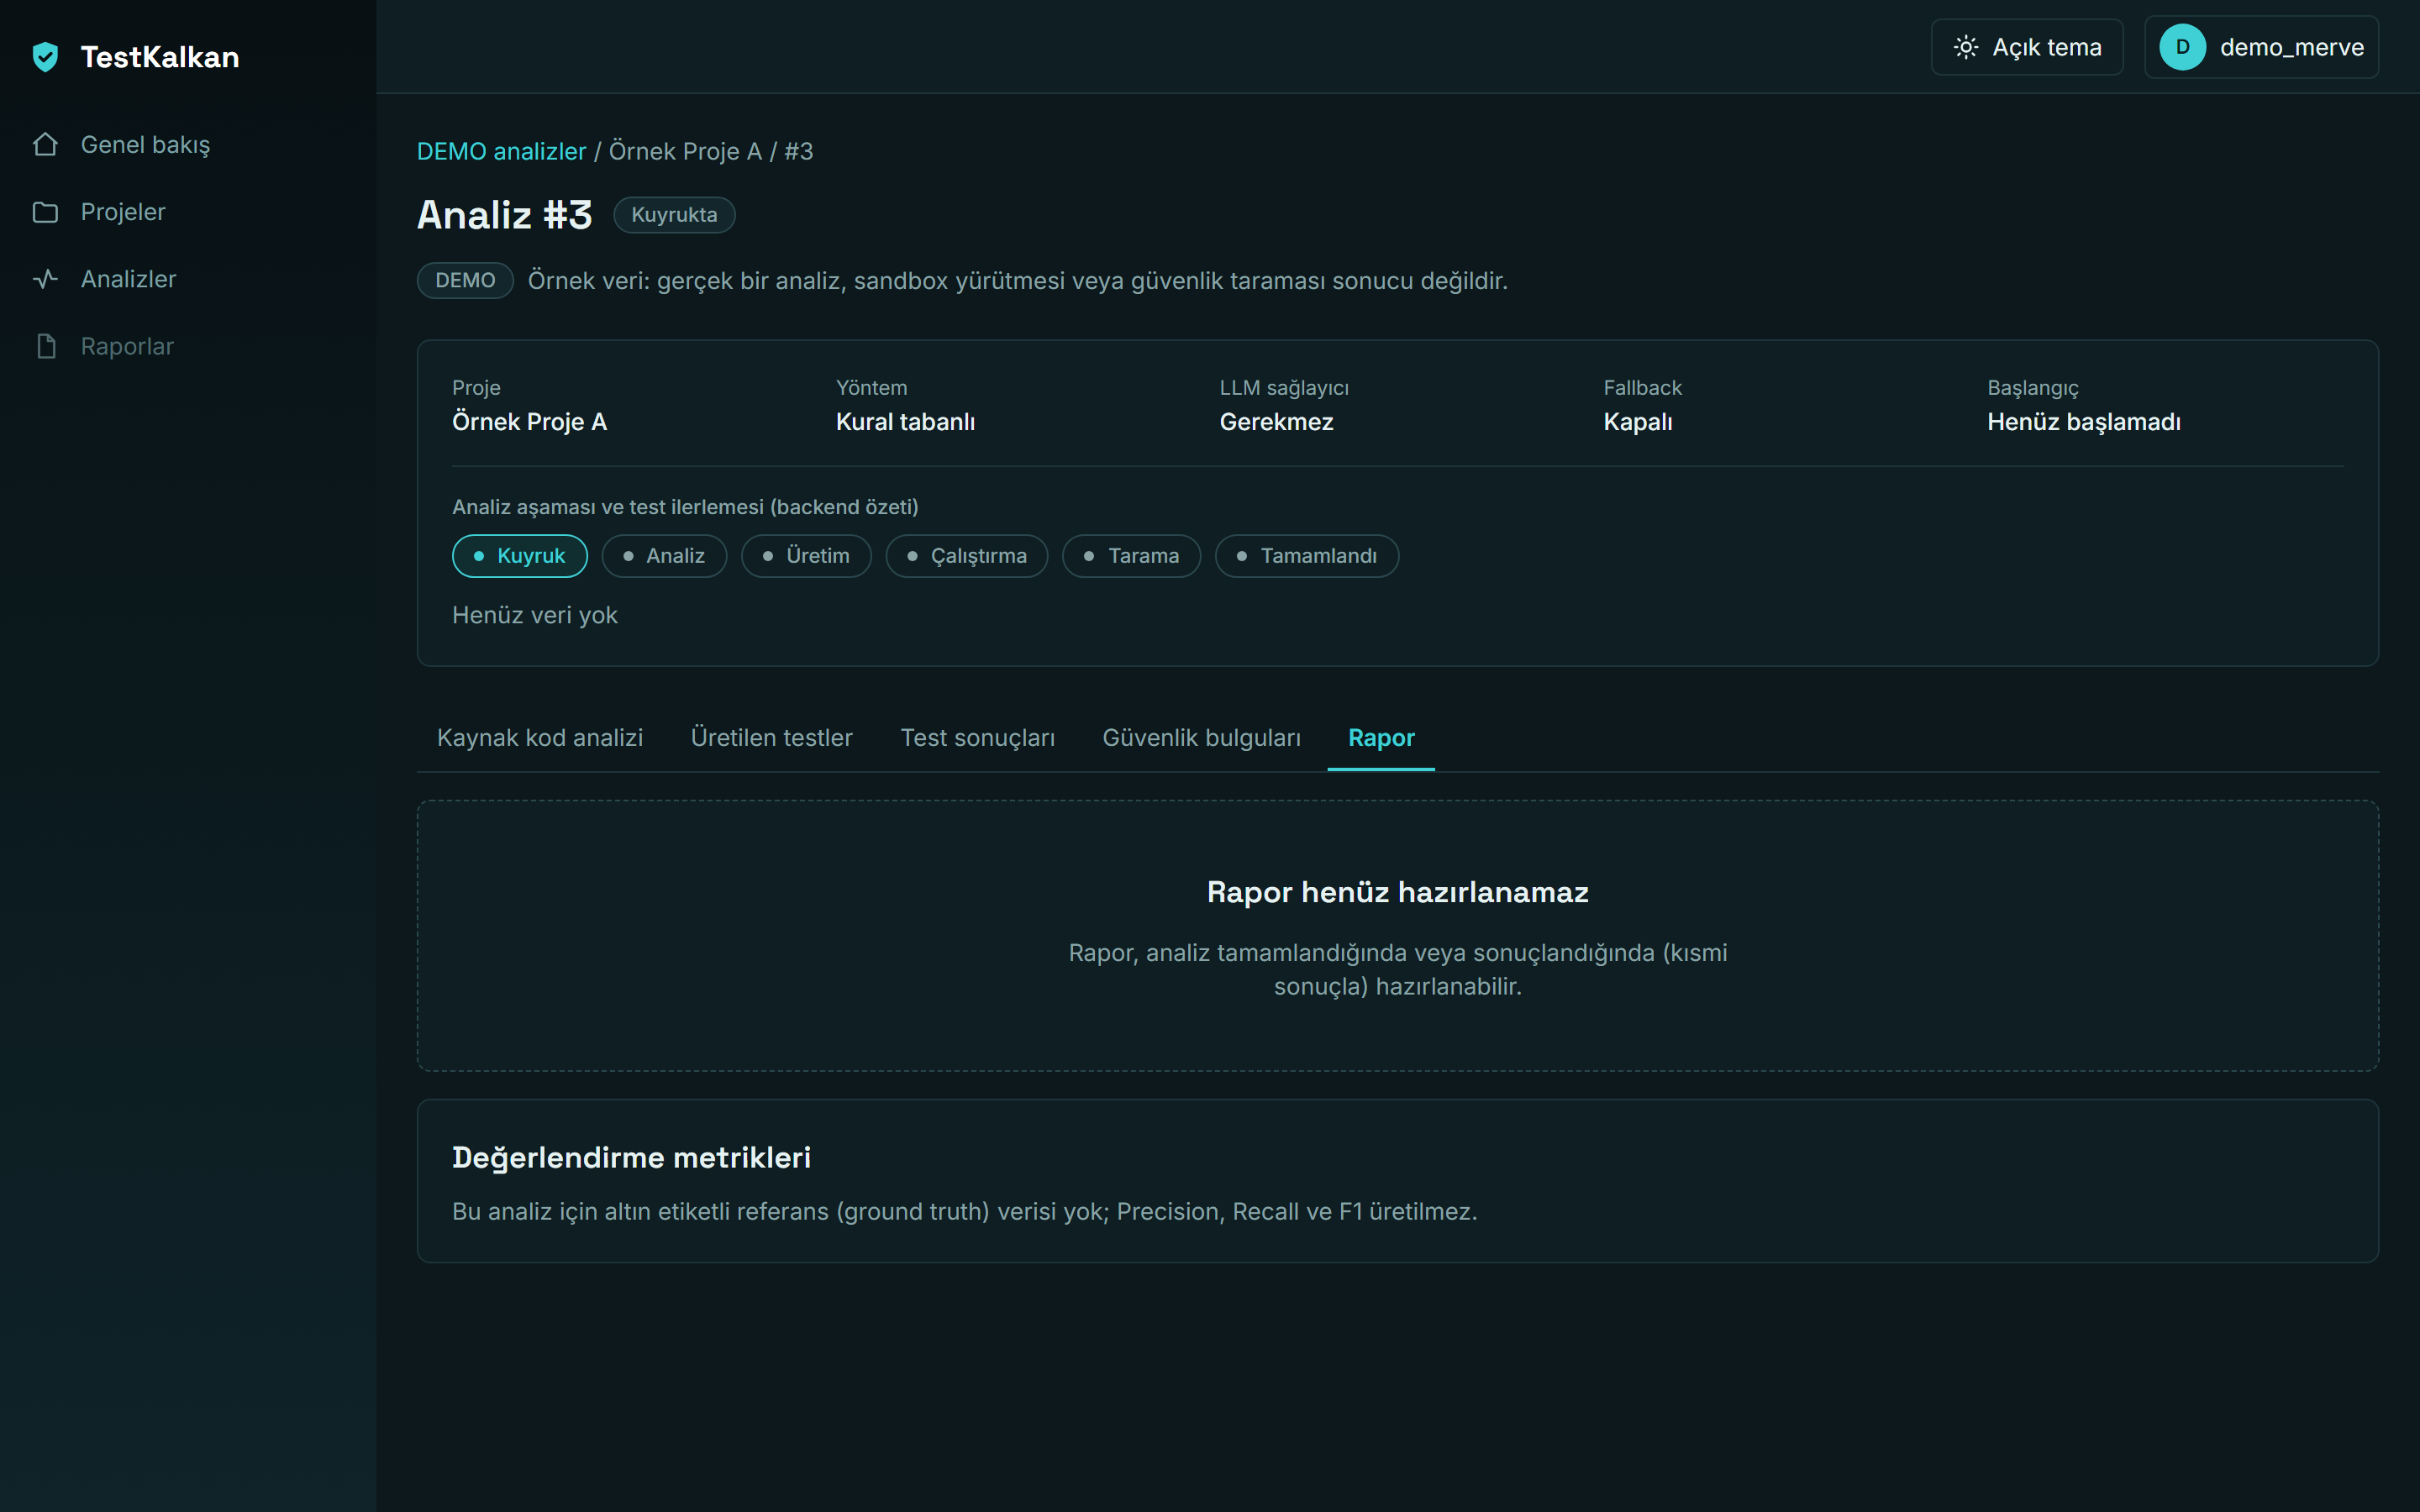 TestKalkan
Genel bakış
Projeler
Analizler
Raporlar
Açık tema
D
demo_merve
DEMO analizler / Örnek Proje A / #3
Analiz #3
Kuyrukta
DEMO
Örnek veri: gerçek bir analiz, sandbox yürütmesi veya güvenlik taraması sonucu değildir.
Proje
Örnek Proje A
Yöntem
Kural tabanlı
LLM sağlayıcı
Gerekmez
Fallback
Kapalı
Başlangıç
Henüz başlamadı
Analiz aşaması ve test ilerlemesi (backend özeti)
Kuyruk
Analiz
Üretim
Çalıştırma
Tarama
Tamamlandı
Henüz veri yok
Kaynak kod analizi
Üretilen testler
Test sonuçları
Güvenlik bulguları
Rapor
Rapor henüz hazırlanamaz
Rapor, analiz tamamlandığında veya sonuçlandığında (kısmi
sonuçla) hazırlanabilir.
Değerlendirme metrikleri
Bu analiz için altın etiketli referans (ground truth) verisi yok; Precision, Recall ve F1 üretilmez.